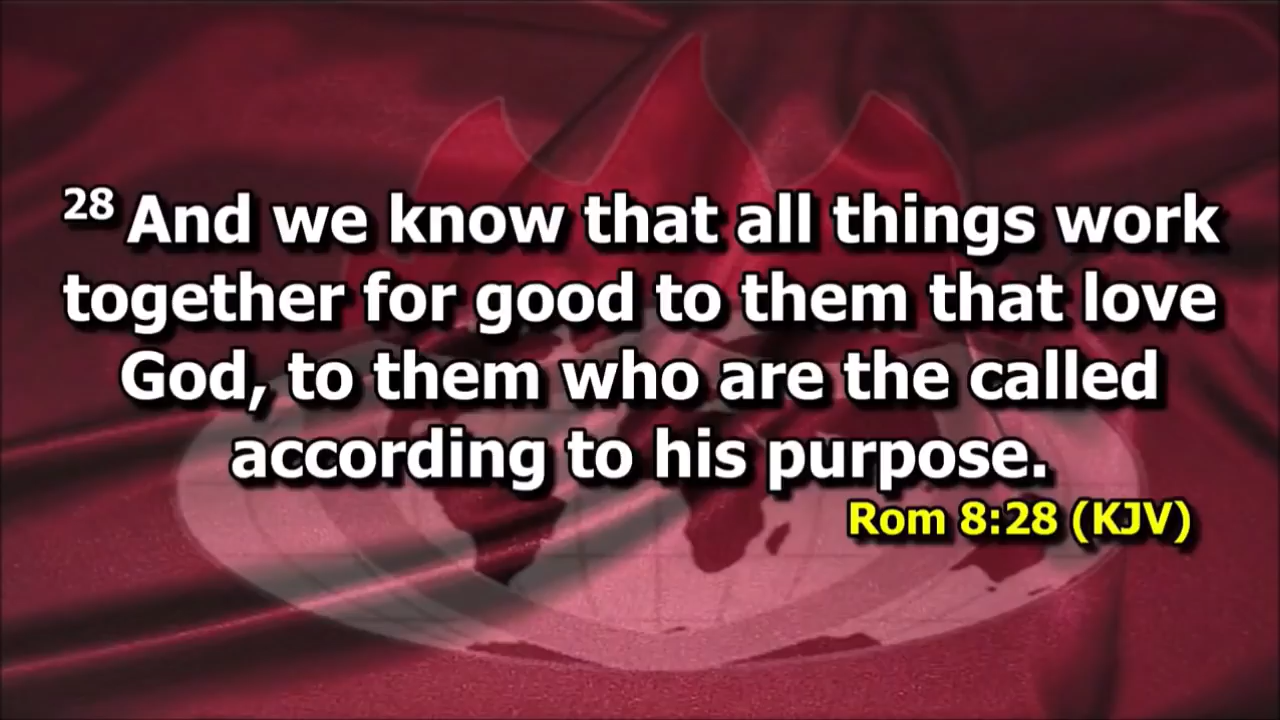 28 And we know that all things work
together for good to them that love
God, to them who are the called
according to his purpose.
Rom 8:28 (KJV)